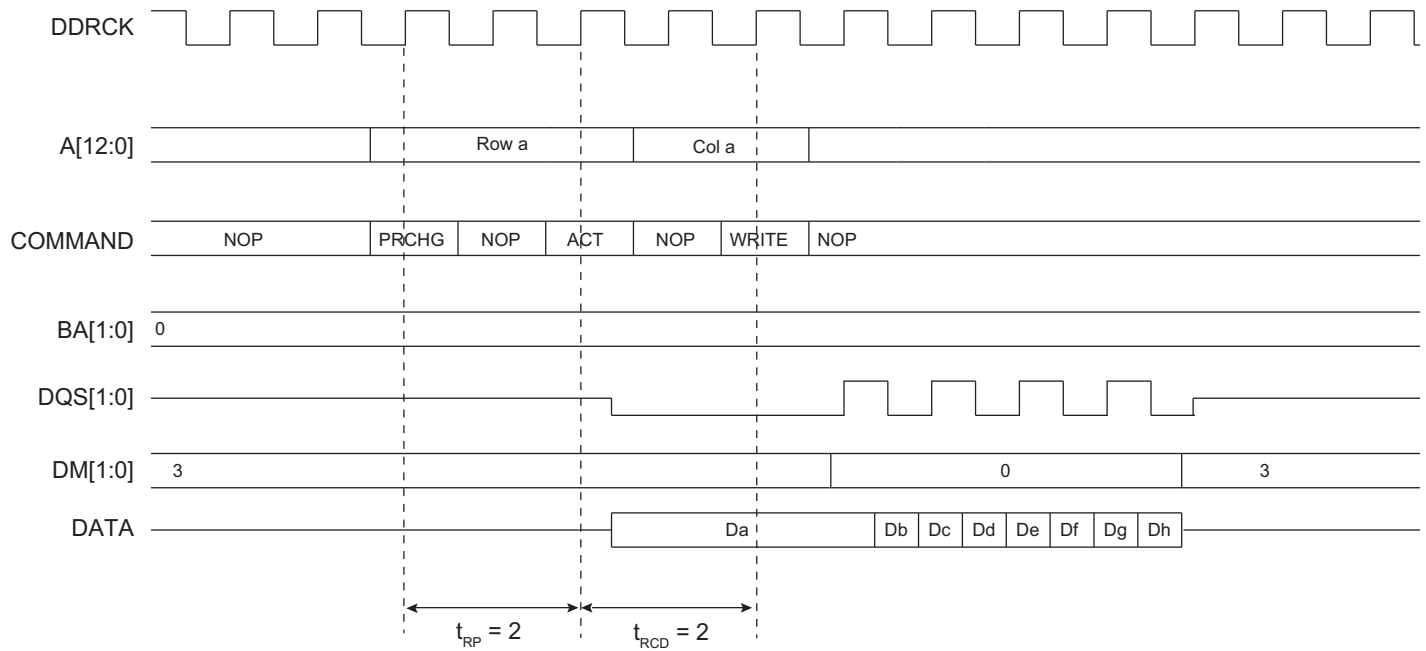 DDRCK
A[12:0] Row a Col a
COMMAND NOP PRCHG NOP ACT NOP WRITE NOP
BA[1:0] 0
DQS[1:0]
DM[1:0] 3 0 3
DATA Da Db Dc Dd De Df Dg Dh
tRP = 2 tRCD = 2